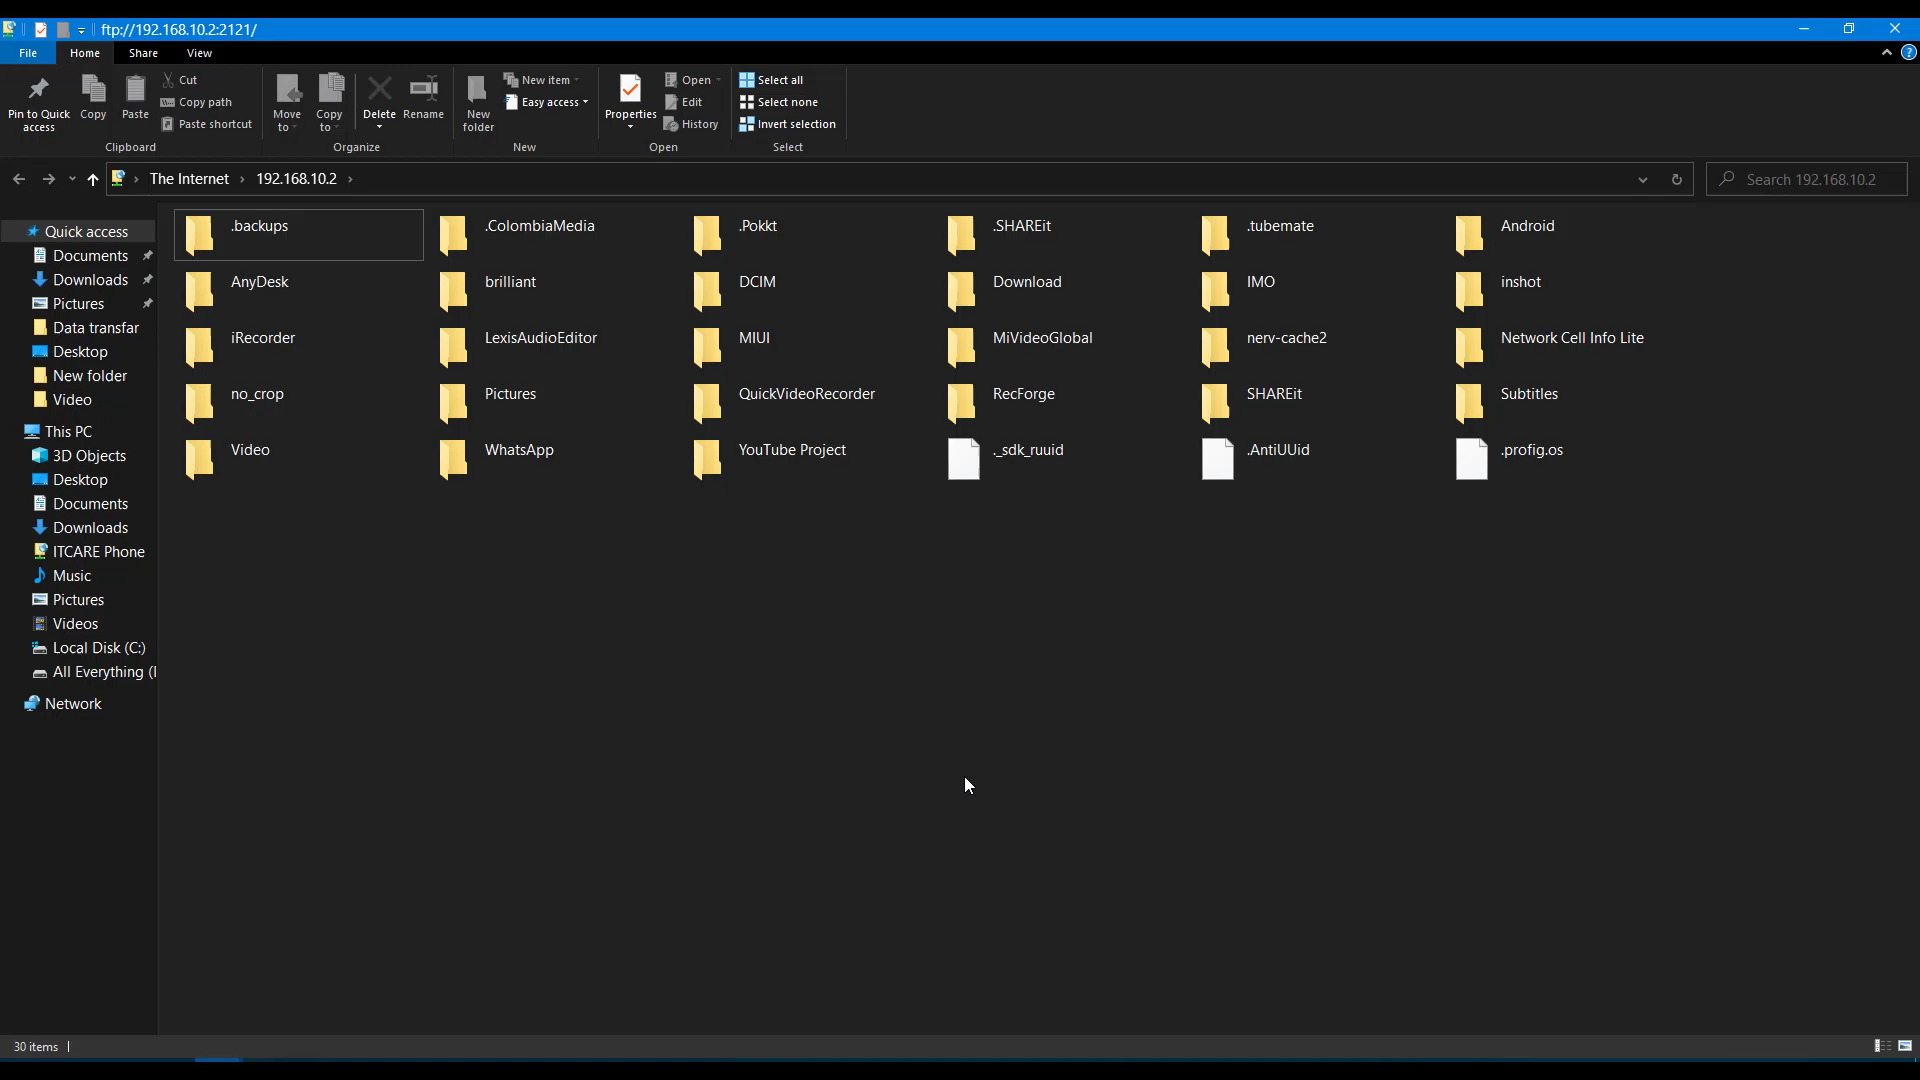 ftp://192.168.10.2:2121/
File Home Share View
Pin to Quick access
Copy
Paste
Cut
Copy path
Paste shortcut
Clipboard
Move to
Copy to
Delete
Rename
Organize
New folder
New item
Easy access
New
Properties
Open
Edit
History
Open
Select all
Select none
Invert selection
Select
The Internet > 192.168.10.2 >
Search 192.168.10.2
Quick access
Documents
Downloads
Pictures
Data transfar
Desktop
New folder
Video
This PC
3D Objects
Desktop
Documents
Downloads
ITCARE Phone
Music
Pictures
Videos
Local Disk (C:)
All Everything (
Network
.backups .ColombiaMedia .Pokkt .SHAREit .tubemate Android
AnyDesk brilliant DCIM Download IMO inshot
iRecorder LexisAudioEditor MIUI MiVideoGlobal nerv-cache2 Network Cell Info Lite
no_crop Pictures QuickVideoRecorder RecForge SHAREit Subtitles
Video WhatsApp YouTube Project ._sdk_ruuid .AntiUUid .profig.os
30 items